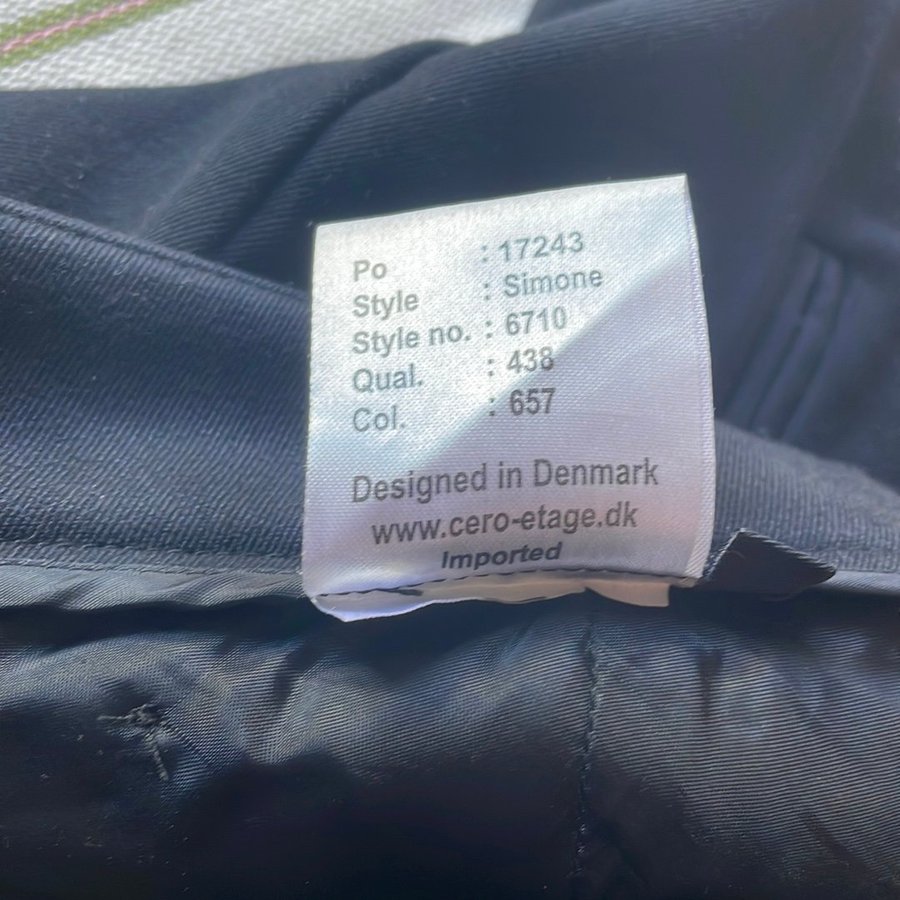 Po : 17243
Style : Simone
Style no. : 6710
Qual. : 438
Col. : 657
Designed in Denmark
www.cero-etage.dk
Imported